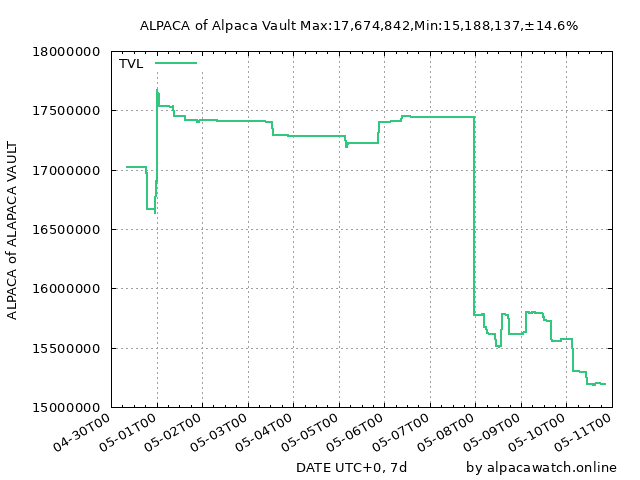 ALPACA of Alpaca Vault Max:17,674,842,Min:15,188,137,±14.6%
TVL
18000000
17500000
17000000
16500000
16000000
15500000
15000000
ALPACA of ALAPACA VAULT
04-30T00
05-01T00
05-02T00
05-03T00
05-04T00
05-05T00
05-06T00
05-07T00
05-08T00
05-09T00
05-10T00
05-11T00
DATE UTC+0, 7d
by alpacawatch.online